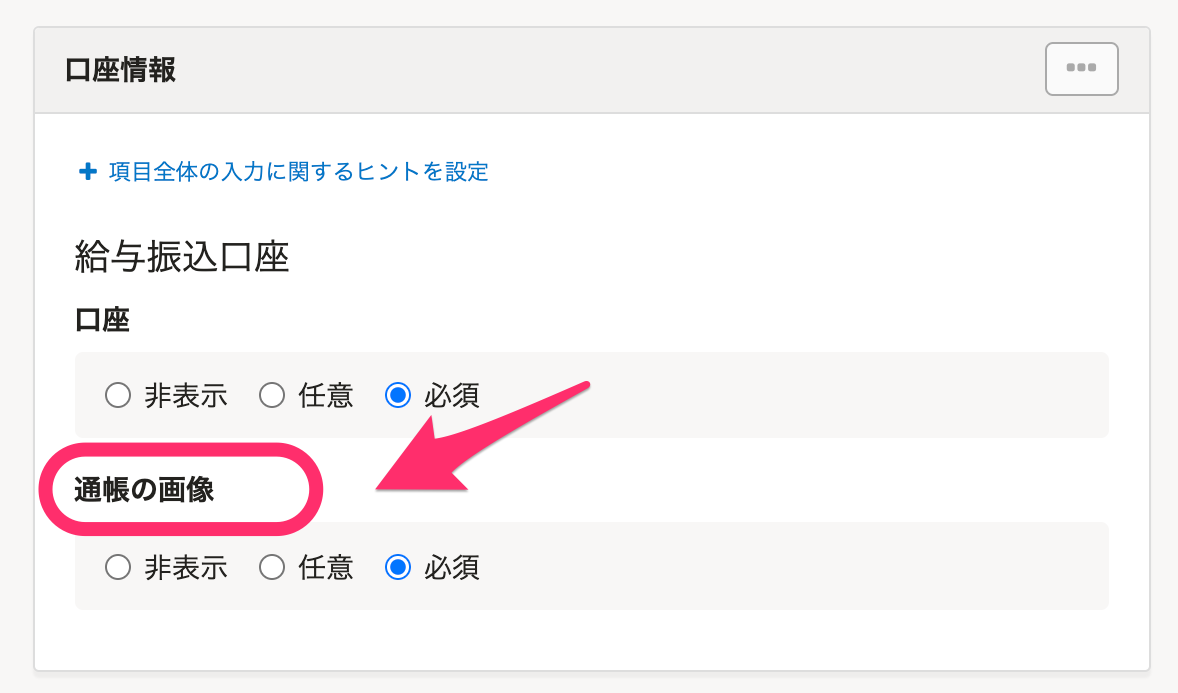 口座情報
項目全体の入力に関するヒントを設定
給与振込口座
口座
非表示 任意 必須
通帳の画像
非表示 任意 必須